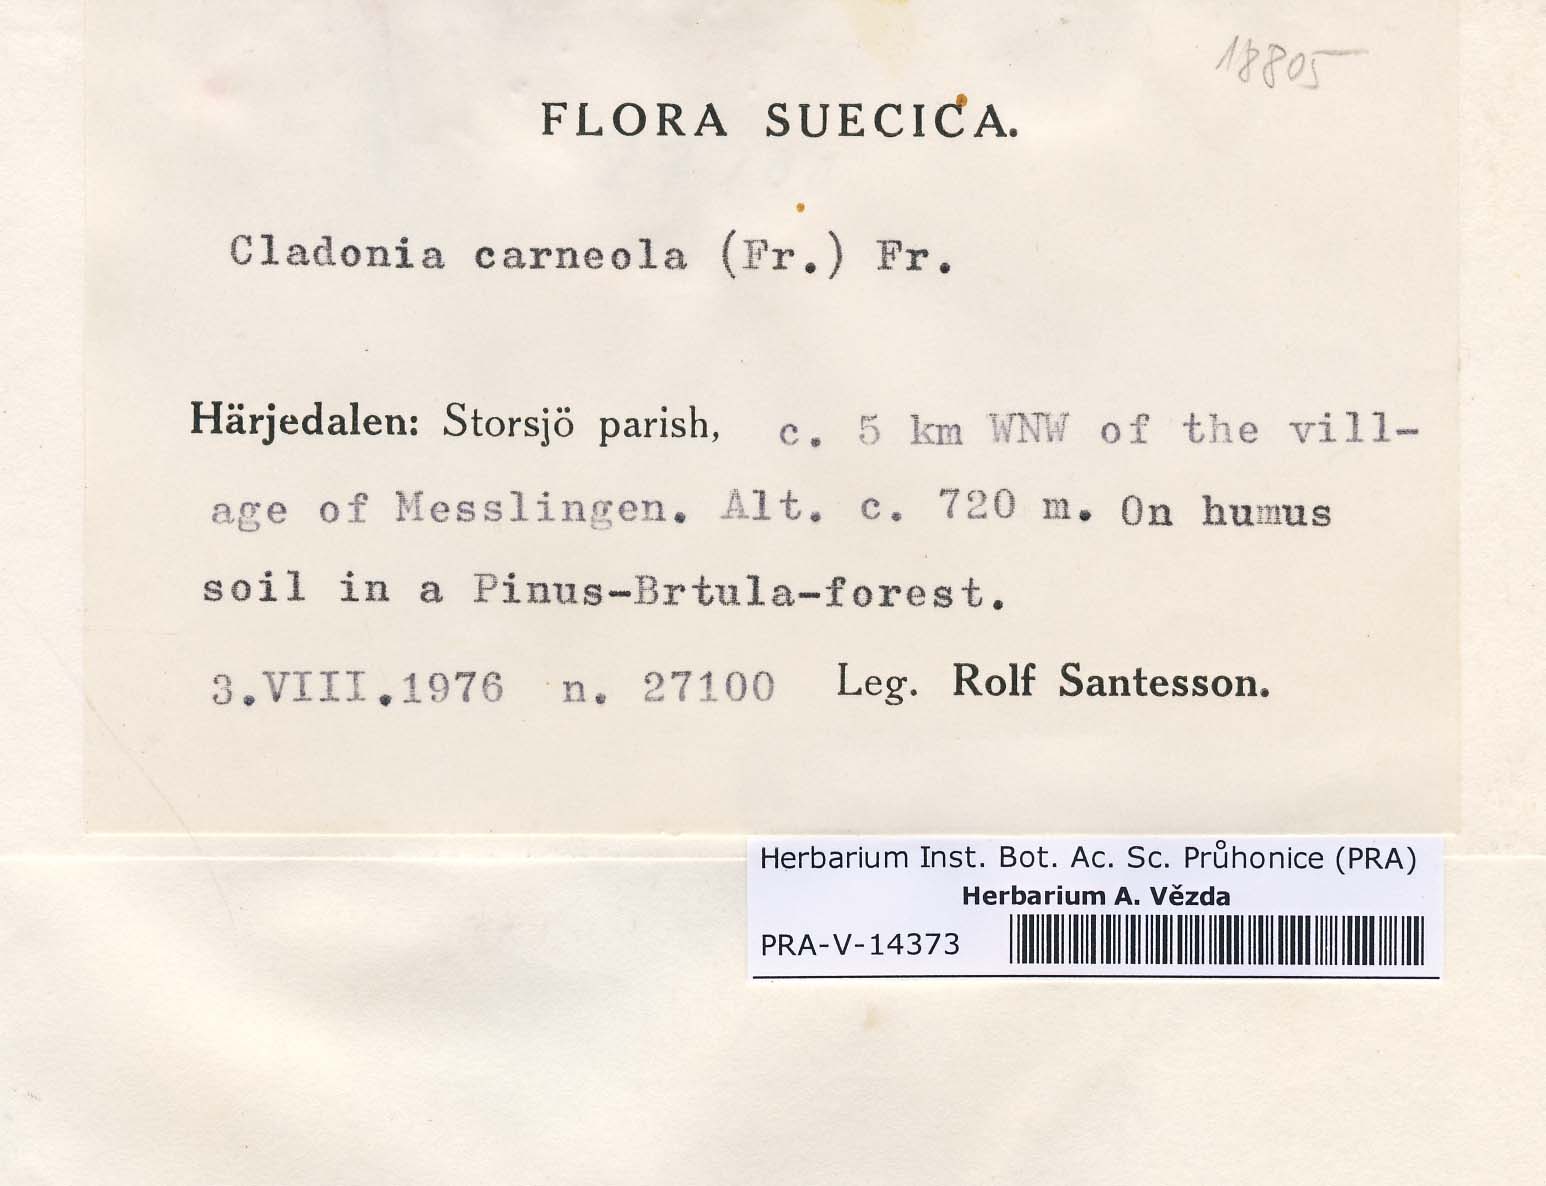 18805
FLORA SUECICA.
Cladonia carneola (Fr.) Fr.
Härjedalen: Storsjö parish, c. 5 km WNW of the vill-
age of Messlingen. Alt. c. 720 m. On humus
soil in a Pinus-Brtula-forest.
3.VIII.1976 n. 27100 Leg. Rolf Santesson.
Herbarium Inst. Bot. Ac. Sc. Průhonice (PRA)
Herbarium A. Vězda
PRA-V-14373